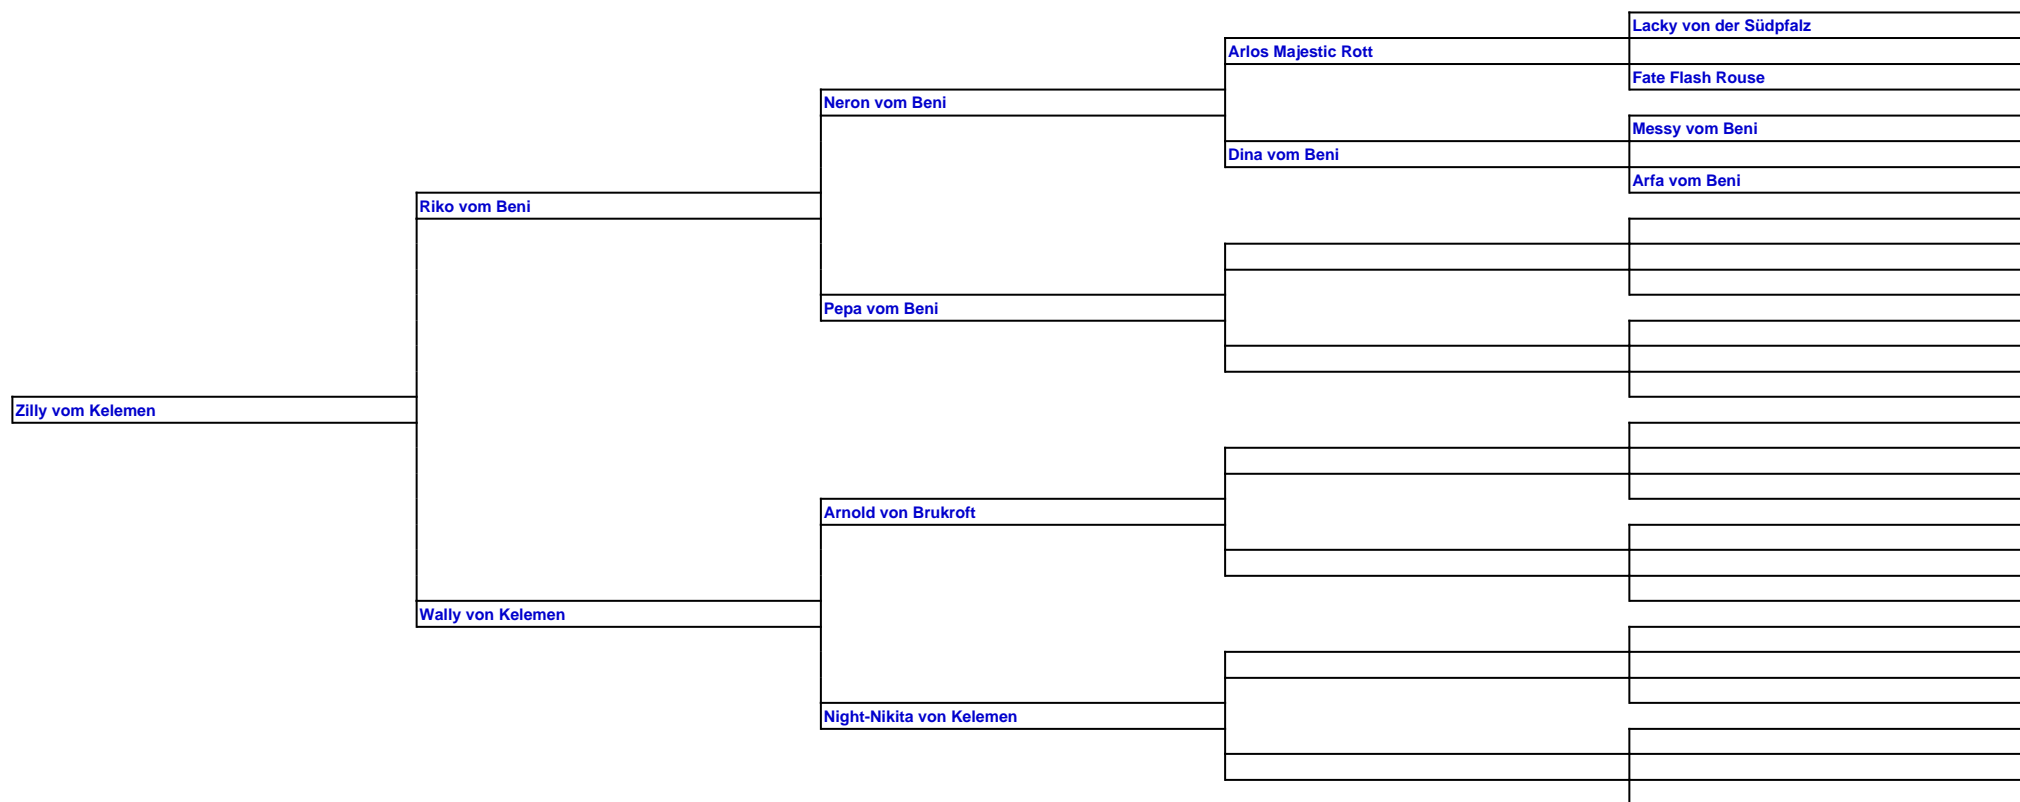 Lacky von der Südpfalz
Arlos Majestic Rott
Fate Flash Rouse
Neron vom Beni
Messy vom Beni
Dina vom Beni
Arfa vom Beni
Riko vom Beni
Pepa vom Beni
Zilly vom Kelemen
Arnold von Brukroft
Wally von Kelemen
Night-Nikita von Kelemen